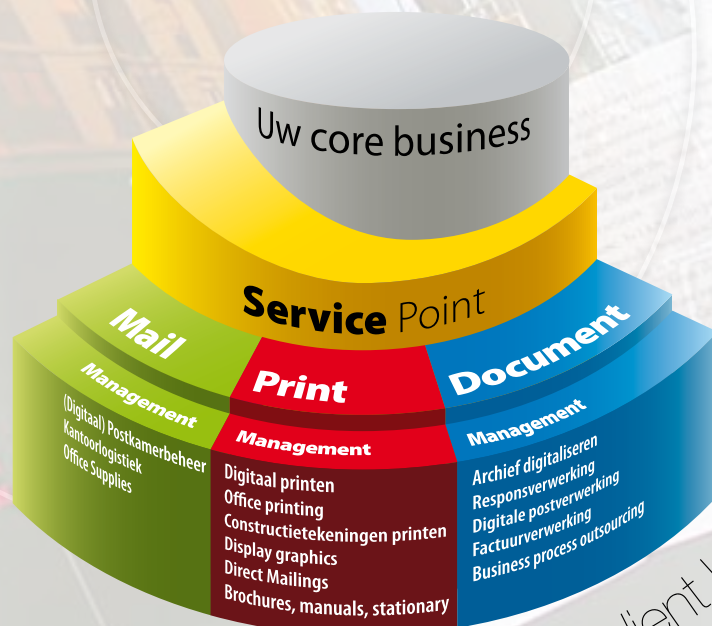 Uw core business
Service Point
Mail
Management
(Digitaal) Postkamerbeheer
Kantoorlogistiek
Office Supplies
Print
Management
Digitaal printen
Office printing
Constructietekeningen printen
Display graphics
Direct Mailings
Brochures, manuals, stationary
Document
Management
Archief digitaliseren
Responsverwerking
Digitale postverwerking
Factuurverwerking
Business process outsourcing